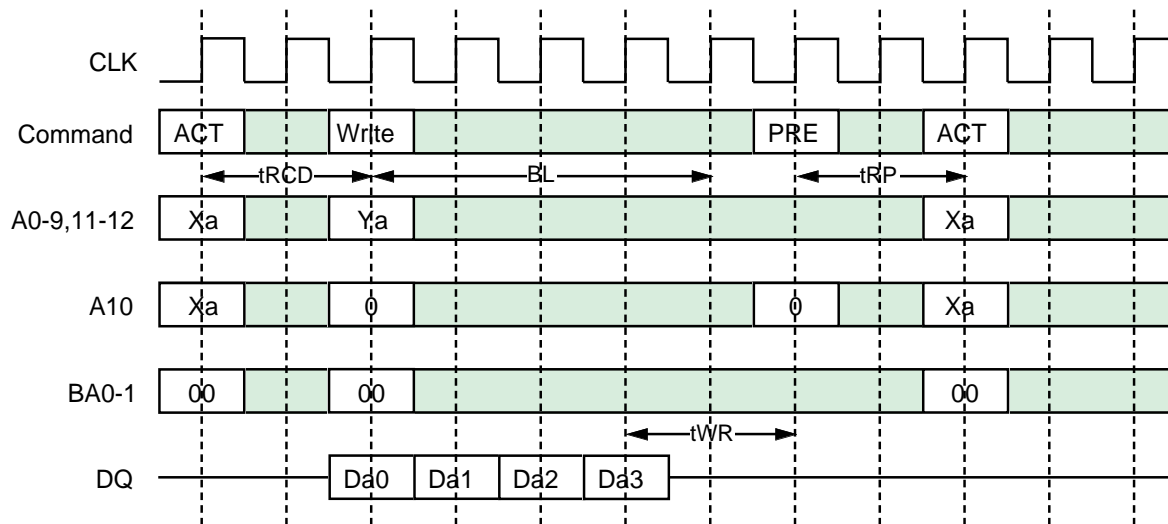 CLK
Command ACT Write PRE ACT
tRCD BL tRP
A0-9,11-12 Xa Ya Xa
A10 Xa 0 0 Xa
BA0-1 00 00 00
tWR
DQ Da0 Da1 Da2 Da3